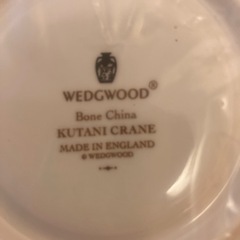 WEDGWOOD®
Bone China
KUTANI CRANE
MADE IN ENGLAND
© WEDGWOOD